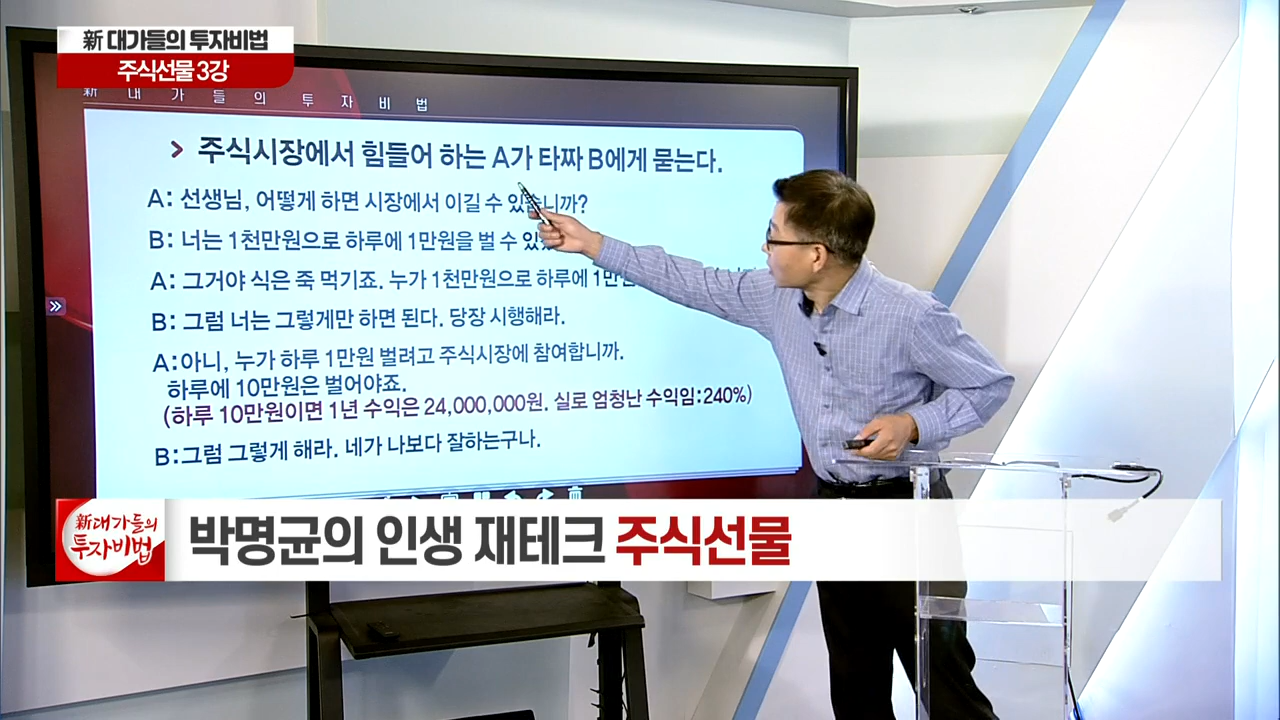 新 대가들의 투자비법
주식선물 3강
新 대 가 들 의 투 자 비 법
주식시장에서 힘들어 하는 A가 타짜 B에게 묻는다.
A: 선생님, 어떻게 하면 시장에서 이길 수 있습니까?
B: 너는 1천만원으로 하루에 1만원을 벌 수
A: 그거야 식은 죽 먹기죠. 누가 1천만원으로 하루에
B: 그럼 너는 그렇게만 하면 된다. 당장 시행해라.
A:아니, 누가 하루 1만원 벌려고 주식시장에 참여합니까.
하루에 10만원은 벌어야죠.
(하루 10만원이면 1년 수익은 24,000,000원. 실로 엄청난 수익임:240%)
B:그럼 그렇게 해라. 네가 나보다 잘하는구나.
新대가들의
투자비법
박명균의 인생 재테크 주식선물